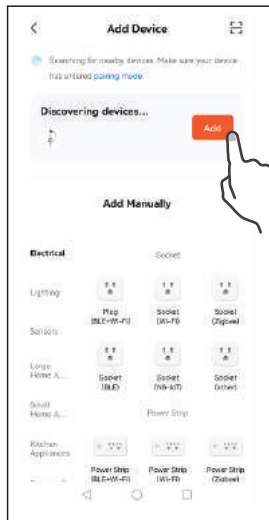 Add Device
Searching for nearby devices. Make sure your device
has entered pairing mode.
Discovering devices...
Add
Add Manually
Electrical
Socket
Lighting
Plug
(BLE+Wi-Fi)
Socket
(Wi-Fi)
Socket
(Zigbee)
Sensors
Large
Home A...
Socket
(BLE)
Socket
(NB-IoT)
Socket
(other)
Small
Home A...
Power Strip
Kitchen
Appliances
Power Strip
(BLE+Wi-Fi)
Power Strip
(Wi-Fi)
Power Strip
(Zigbee)